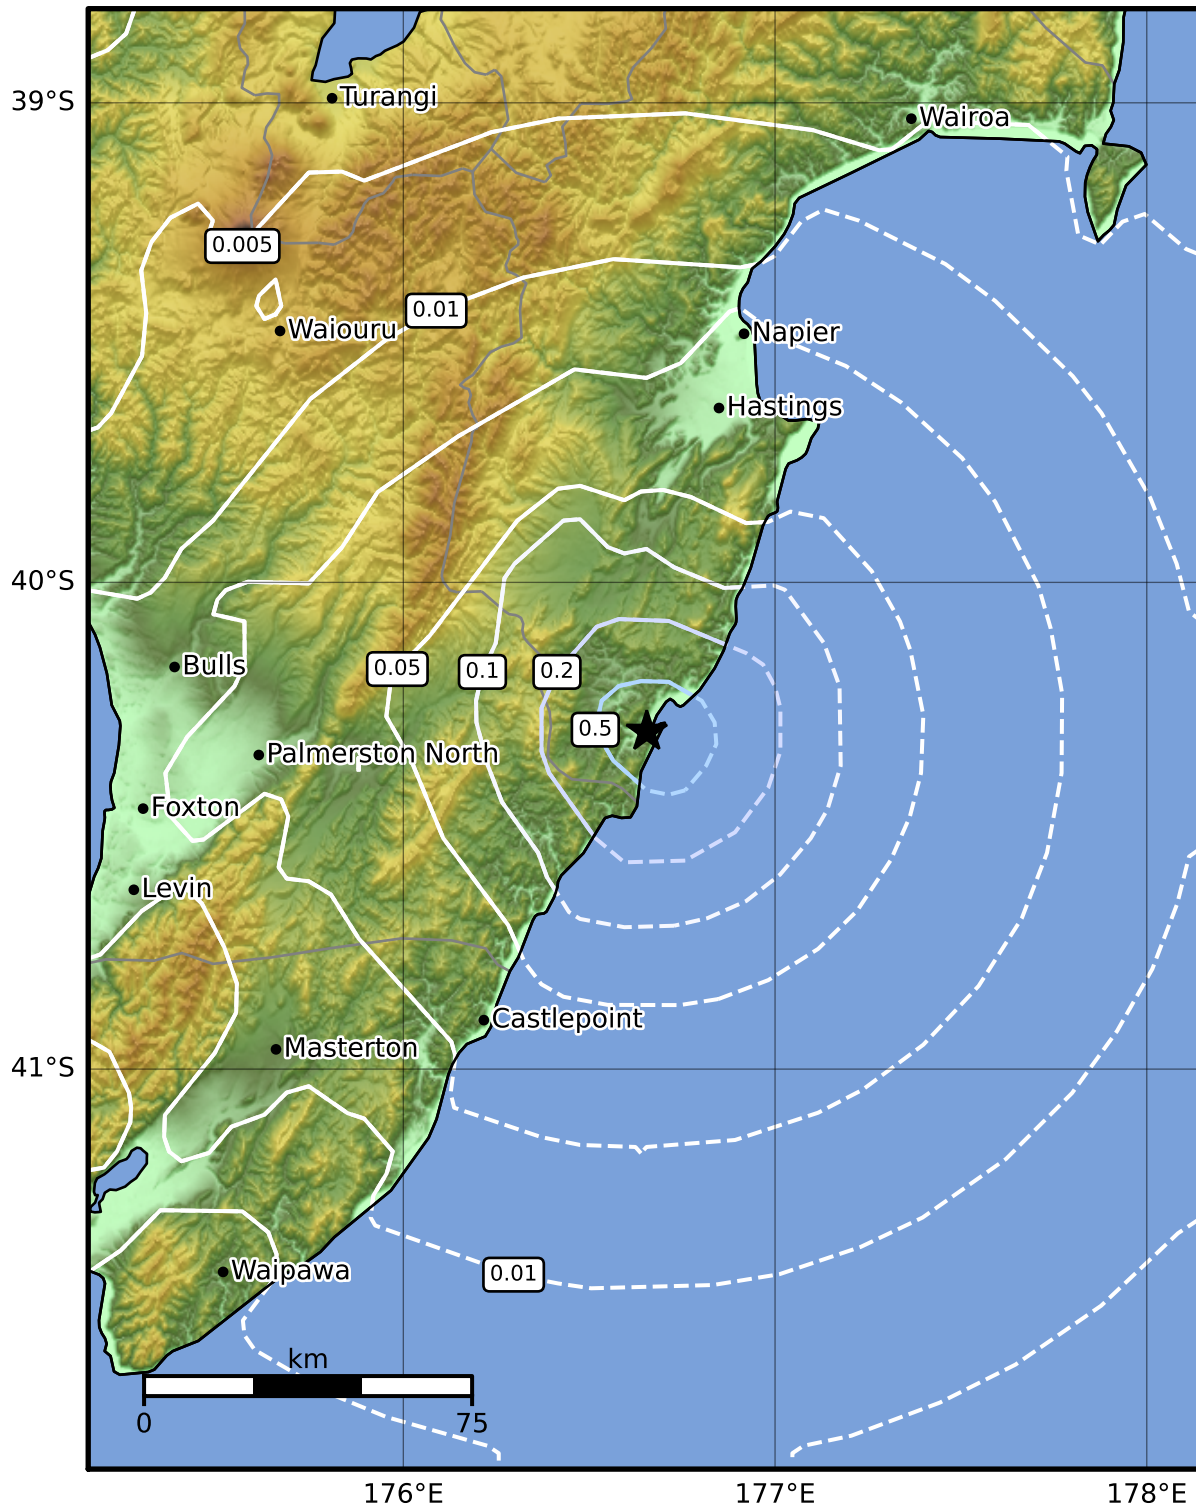 39°S
Turangi
Wairoa
0.005
0.01
Waiouru
Napier
Hastings
40°S
Bulls
0.05
0.1
0.2
0.5
Palmerston North
Foxton
Levin
Castlepoint
Masterton
41°S
Waipawa
0.01
km
0
75
176°E
177°E
178°E